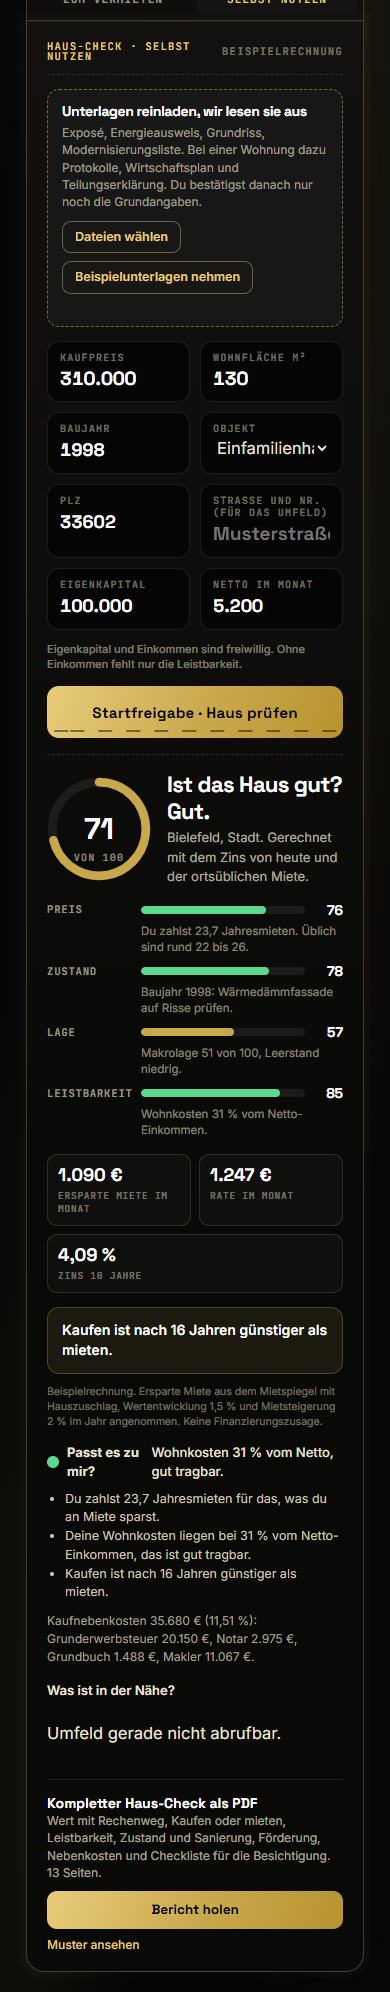 HAUS-CHECK · SELBST
NUTZEN
BEISPIELRECHNUNG
Unterlagen reinladen, wir lesen sie aus
Exposé, Energieausweis, Grundriss,
Modernisierungsliste. Bei einer Wohnung dazu
Protokolle, Wirtschaftsplan und
Teilungserklärung. Du bestätigst danach nur
noch die Grundangaben.
Dateien wählen
Beispielunterlagen nehmen
KAUFPREIS
310.000
WOHNFLÄCHE M²
130
BAUJAHR
1998
OBJEKT
Einfamilienha
PLZ
33602
STRASSE UND NR.
(FÜR DAS UMFELD)
Musterstraße
EIGENKAPITAL
100.000
NETTO IM MONAT
5.200
Eigenkapital und Einkommen sind freiwillig. Ohne
Einkommen fehlt nur die Leistbarkeit.
Startfreigabe · Haus prüfen
71
VON 100
Ist das Haus gut?
Gut.
Bielefeld, Stadt. Gerechnet
mit dem Zins von heute und
der ortsüblichen Miete.
PREIS
76
Du zahlst 23,7 Jahresmieten. Üblich
sind rund 22 bis 26.
ZUSTAND
78
Baujahr 1998: Wärmedämmfassade
auf Risse prüfen.
LAGE
57
Makrolage 51 von 100, Leerstand
niedrig.
LEISTBARKEIT
85
Wohnkosten 31 % vom Netto-
Einkommen.
1.090 €
ERSPARTE MIETE IM
MONAT
1.247 €
RATE IM MONAT
4,09 %
ZINS 10 JAHRE
Kaufen ist nach 16 Jahren günstiger als
mieten.
Beispielrechnung. Ersparte Miete aus dem Mietspiegel mit
Hauszuschlag, Wertentwicklung 1,5 % und Mietsteigerung
2 % im Jahr angenommen. Keine Finanzierungszusage.
Passt es zu
mir?
Wohnkosten 31 % vom Netto,
gut tragbar.
• Du zahlst 23,7 Jahresmieten für das, was du
an Miete sparst.
• Deine Wohnkosten liegen bei 31 % vom Netto-
Einkommen, das ist gut tragbar.
• Kaufen ist nach 16 Jahren günstiger als
mieten.
Kaufnebenkosten 35.680 € (11,51 %):
Grunderwerbsteuer 20.150 €, Notar 2.975 €,
Grundbuch 1.488 €, Makler 11.067 €.
Was ist in der Nähe?
Umfeld gerade nicht abrufbar.
Kompletter Haus-Check als PDF
Wert mit Rechenweg, Kaufen oder mieten,
Leistbarkeit, Zustand und Sanierung, Förderung,
Nebenkosten und Checkliste für die Besichtigung.
13 Seiten.
Bericht holen
Muster ansehen